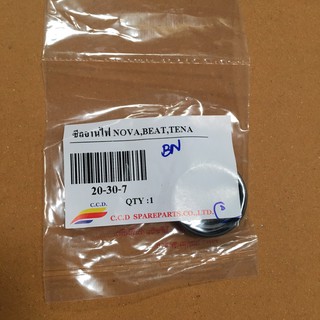 ซีลจานไฟ NOVA,BEAT,TENA
BN
20-30-7
C.C.D.
QTY :1
C.C.D SPAREPARTS CO.,LTD.